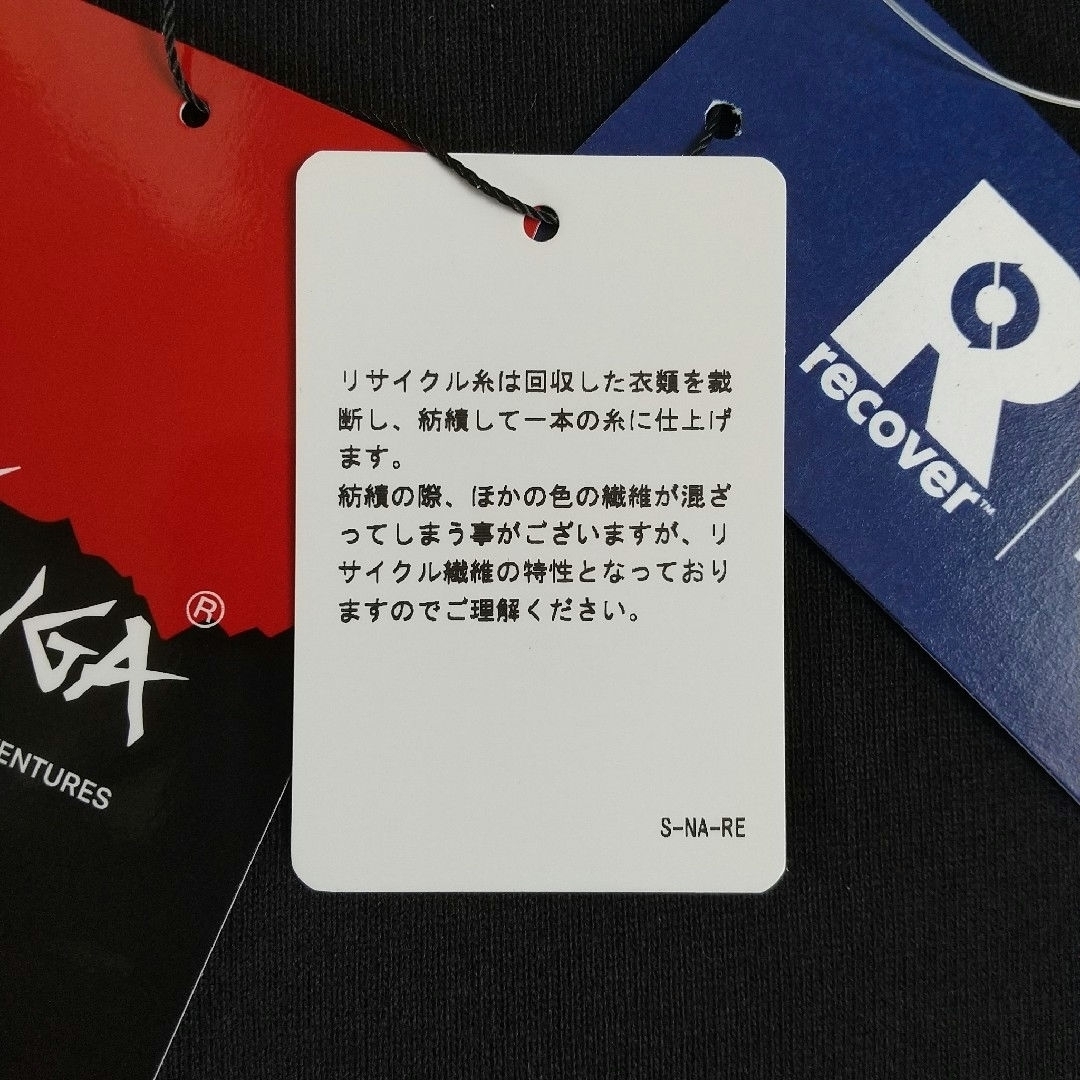 リサイクル糸は回収した衣類を裁
断し、紡績して一本の糸に仕上げ
ます。
紡績の際、ほかの色の繊維が混ざ
ってしまう事がございますが、リ
サイクル繊維の特性となっており
ますのでご理解ください。
S-NA-RE
recover™
GA®
ENTURES